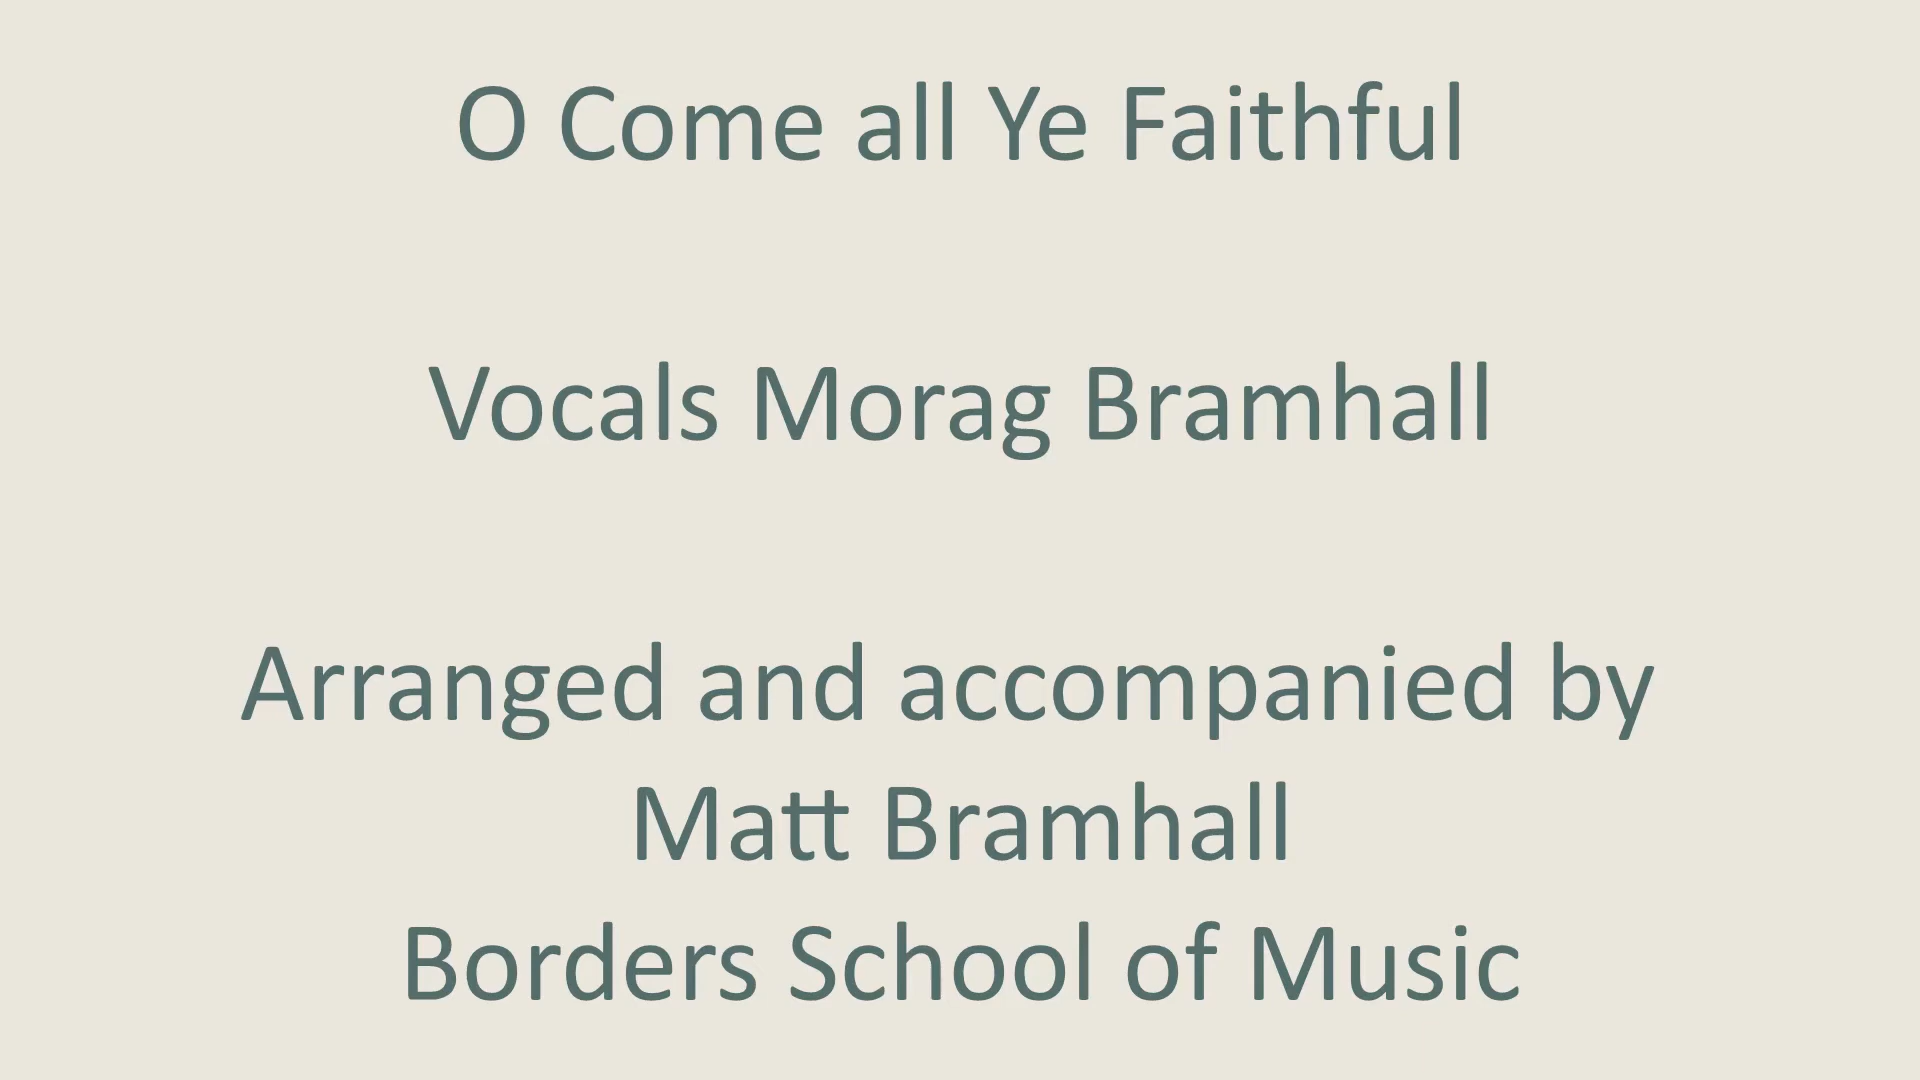 O Come all Ye Faithful
Vocals Morag Bramhall
Arranged and accompanied by
Matt Bramhall
Borders School of Music